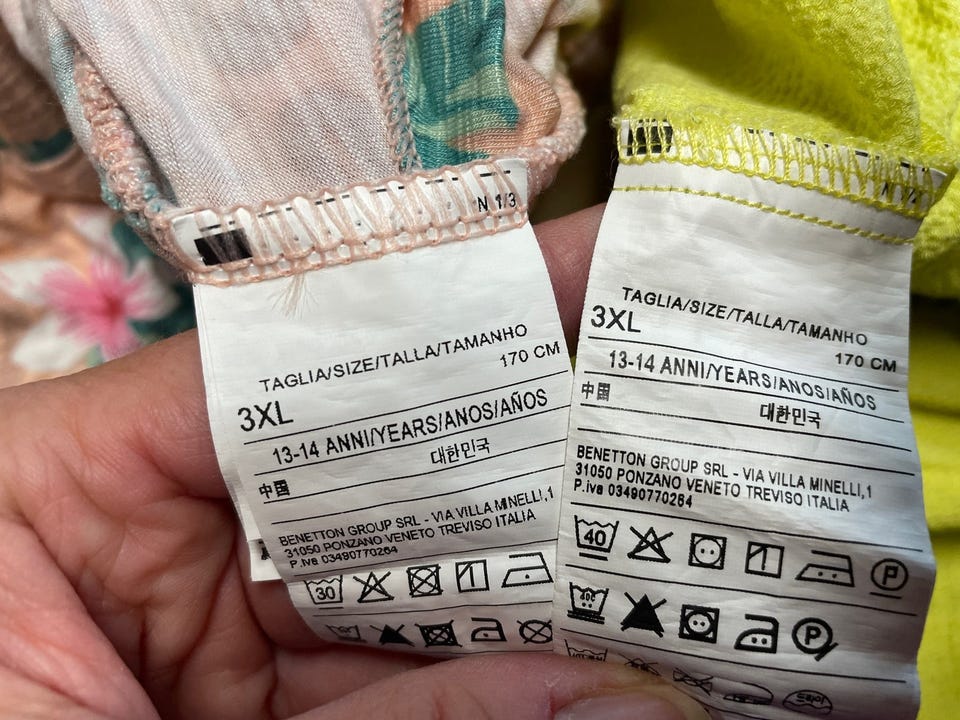 N 1/3
TAGLIA/SIZE/TALLA/TAMANHO
170 CM
3XL
13-14 ANNI/YEARS/ANOS/AÑOS
대한민국
中国
BENETTON GROUP SRL - VIA VILLA MINELLI,1
31050 PONZANO VENETO TREVISO ITALIA
P.iva 03490770264
30
TAGLIA/SIZE/TALLA/TAMANHO
3XL
170 CM
13-14 ANNI/YEARS/ANOS/AÑOS
中国
대한민국
BENETTON GROUP SRL - VIA VILLA MINELLI,1
31050 PONZANO VENETO TREVISO ITALIA
P.iva 03490770264
40
P
P
드라이